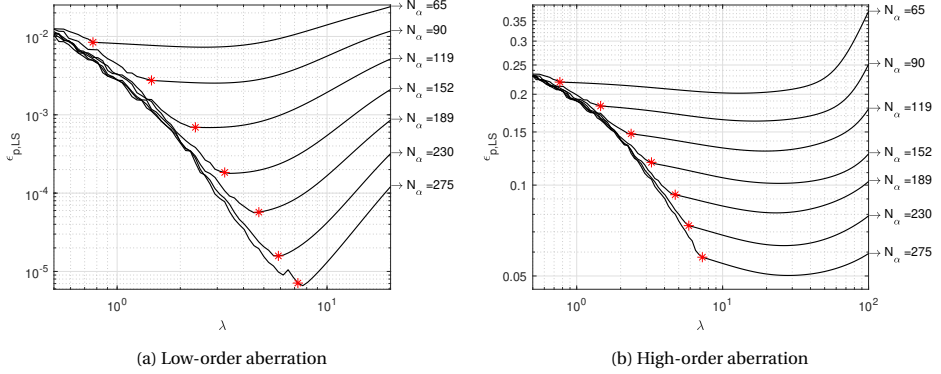 N_α=65
10^-2
N_α=90
N_α=119
N_α=152
10^-3
N_α=189
N_α=230
10^-4
N_α=275
10^-5
ϵ_p,LS
10^0
10^1
λ
(a) Low-order aberration
0.35
N_α=65
0.3
0.25
N_α=90
0.2
N_α=119
0.15
N_α=152
N_α=189
0.1
N_α=230
N_α=275
0.05
ϵ_p,LS
10^0
10^1
10^2
λ
(b) High-order aberration